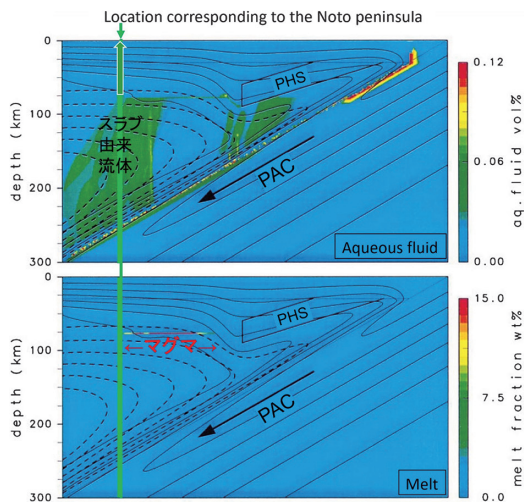 Location corresponding to the Noto peninsula
0
100
200
300
depth (km)
PHS
スラブ
由来
流体
PAC
Aqueous fluid
0.12
0.06
0.00
aq. fluid vol%
0
100
200
300
depth (km)
PHS
←マグマ→
PAC
Melt
15.0
7.5
0.0
melt fraction wt%